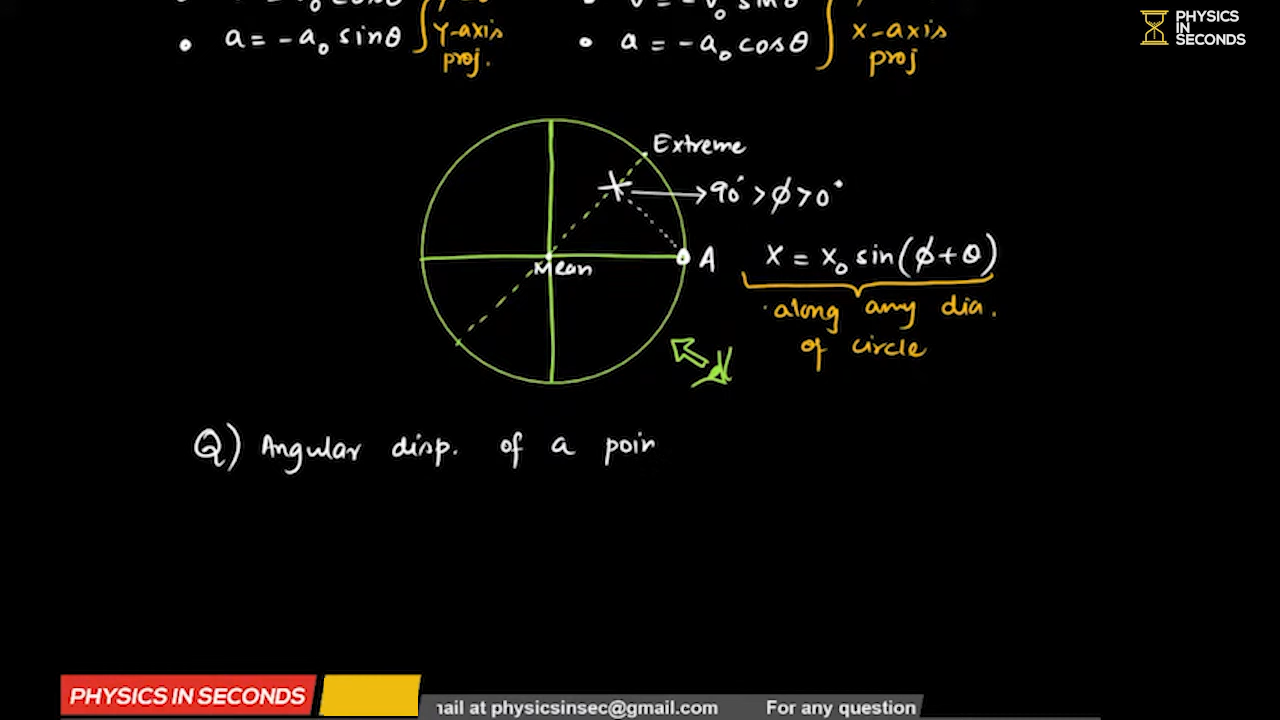 • a = -a₀ sinθ
Y-axis
proj.
• a = -a₀ cosθ
x-axis
proj
PHYSICS
IN
SECONDS
Extreme
90° > ϕ > 0°
Mean
A
X = X₀ sin(ϕ+θ)
along any dia.
of circle
Q) Angular disp. of a poin
PHYSICS IN SECONDS
mail at physicsinsec@gmail.com For any question